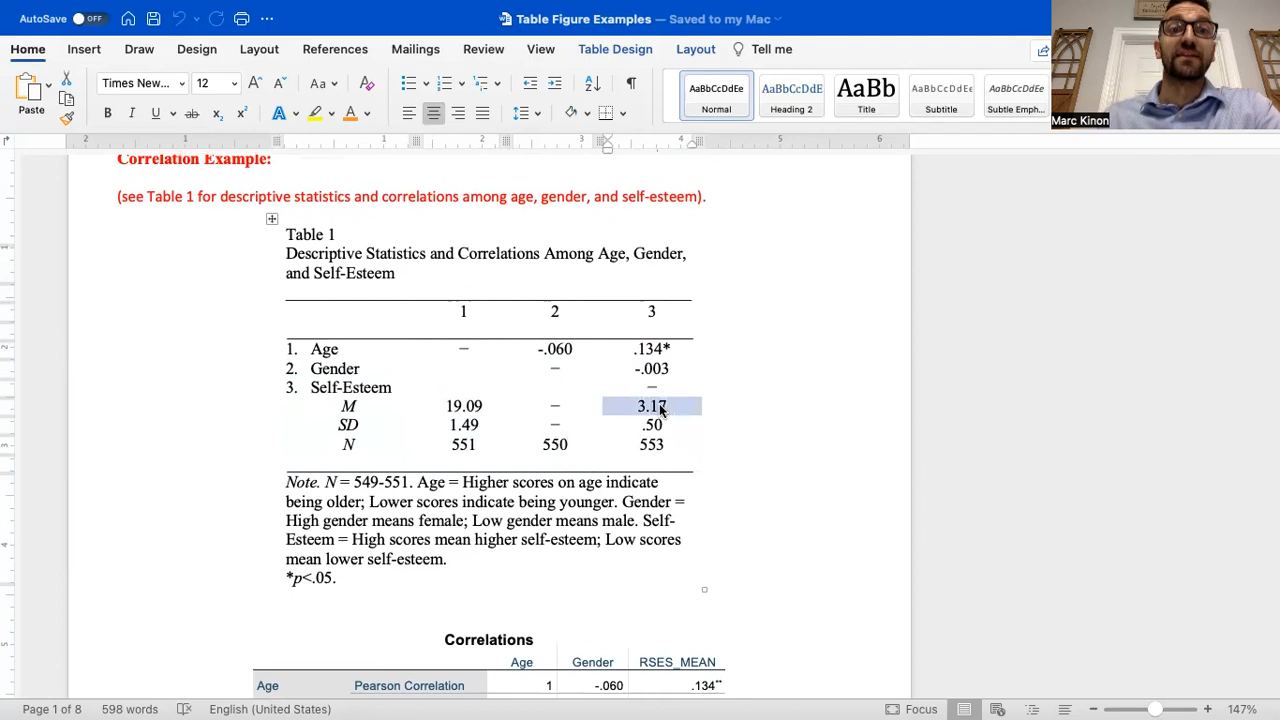 AutoSave OFF
Table Figure Examples — Saved to my Mac
Home Insert Draw Design Layout References Mailings Review View Table Design Layout Tell me
Paste
Times New... 12
AaBbCcDdEe AaBbCcDdE AaBb AaBbCcDdEe AaBbCcDdEe
Normal Heading 2 Title Subtitle Subtle Emph...
Marc Kinon
2 1 1 2 3 4 5 6
Correlation Example:
(see Table 1 for descriptive statistics and correlations among age, gender, and self-esteem).
Table 1
Descriptive Statistics and Correlations Among Age, Gender,
and Self-Esteem
1 2 3
1. Age – -.060 .134*
2. Gender – -.003
3. Self-Esteem –
M 19.09 – 3.17
SD 1.49 – .50
N 551 550 553
Note. N = 549-551. Age = Higher scores on age indicate
being older; Lower scores indicate being younger. Gender =
High gender means female; Low gender means male. Self-
Esteem = High scores mean higher self-esteem; Low scores
mean lower self-esteem.
*p<.05.
Correlations
Age Gender RSES_MEAN
Age Pearson Correlation 1 -.060 .134**
Page 1 of 8 598 words English (United States) Focus 147%